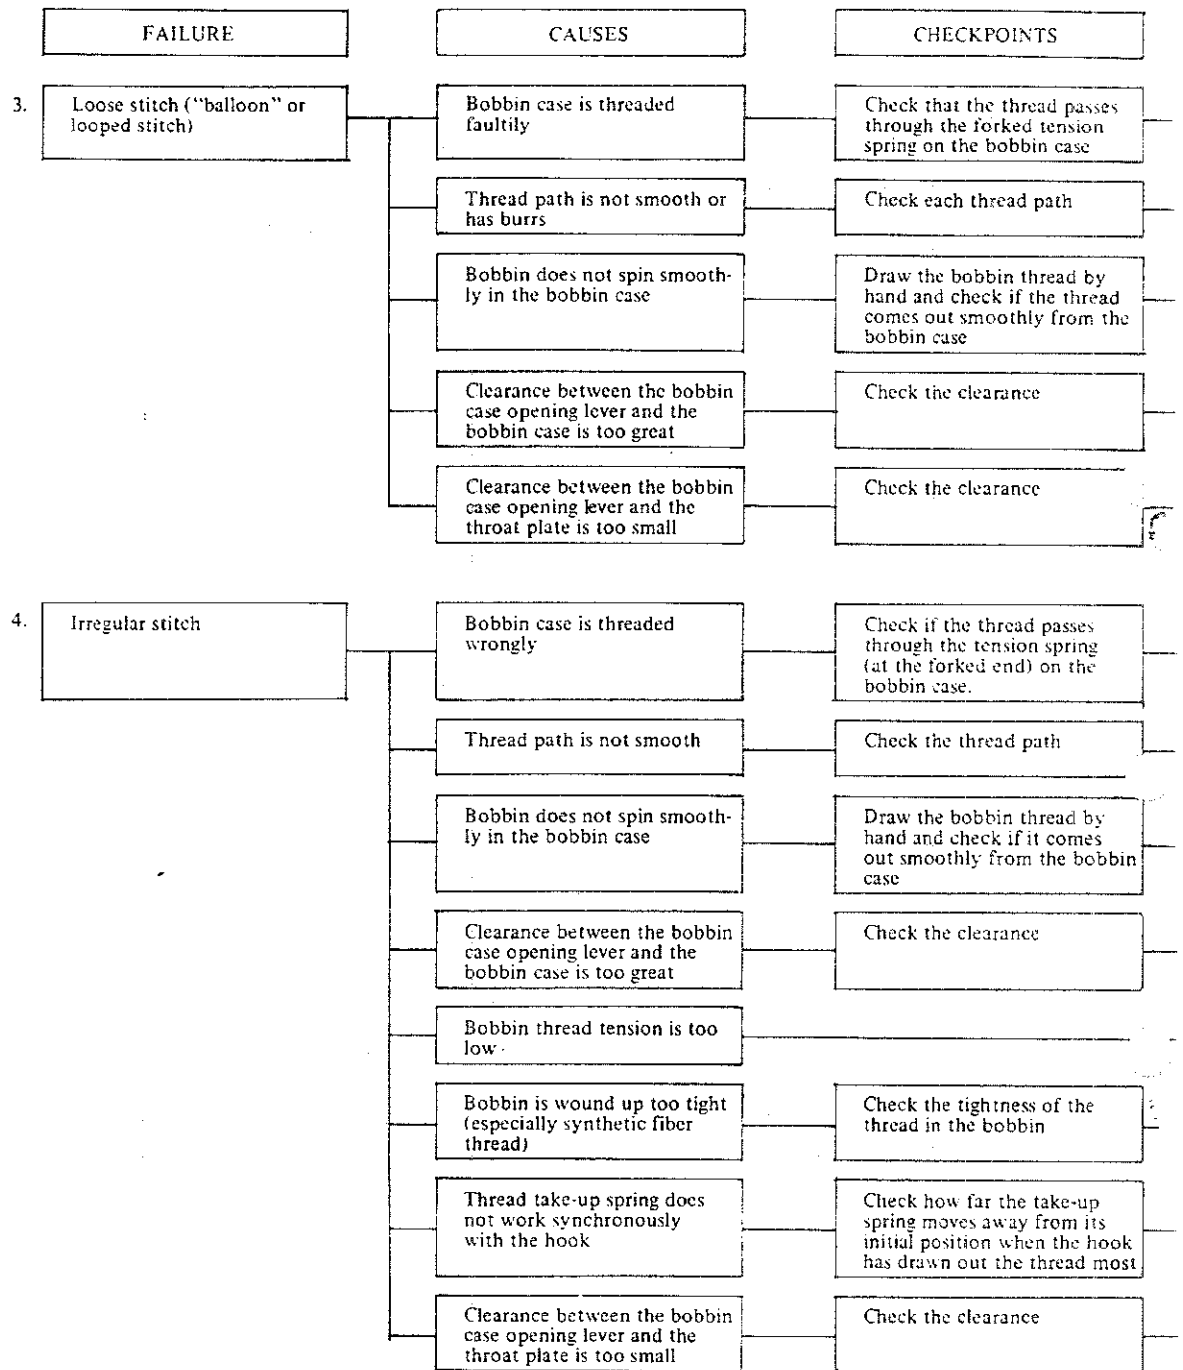 FAILURE CAUSES CHECKPOINTS
3. Loose stitch ("balloon" or
looped stitch)
Bobbin case is threaded
faultily
Check that the thread passes
through the forked tension
spring on the bobbin case
Thread path is not smooth or
has burrs
Check each thread path
Bobbin does not spin smooth-
ly in the bobbin case
Draw the bobbin thread by
hand and check if the thread
comes out smoothly from the
bobbin case
Clearance between the bobbin
case opening lever and the
bobbin case is too great
Check the clearance
Clearance between the bobbin
case opening lever and the
throat plate is too small
Check the clearance
4. Irregular stitch
Bobbin case is threaded
wrongly
Check if the thread passes
through the tension spring
(at the forked end) on the
bobbin case.
Thread path is not smooth
Check the thread path
Bobbin does not spin smooth-
ly in the bobbin case
Draw the bobbin thread by
hand and check if it comes
out smoothly from the bobbin
case
Clearance between the bobbin
case opening lever and the
bobbin case is too great
Check the clearance
Bobbin thread tension is too
low
Bobbin is wound up too tight
(especially synthetic fiber
thread)
Check the tightness of the
thread in the bobbin
Thread take-up spring does
not work synchronously
with the hook
Check how far the take-up
spring moves away from its
initial position when the hook
has drawn out the thread most
Clearance between the bobbin
case opening lever and the
throat plate is too small
Check the clearance